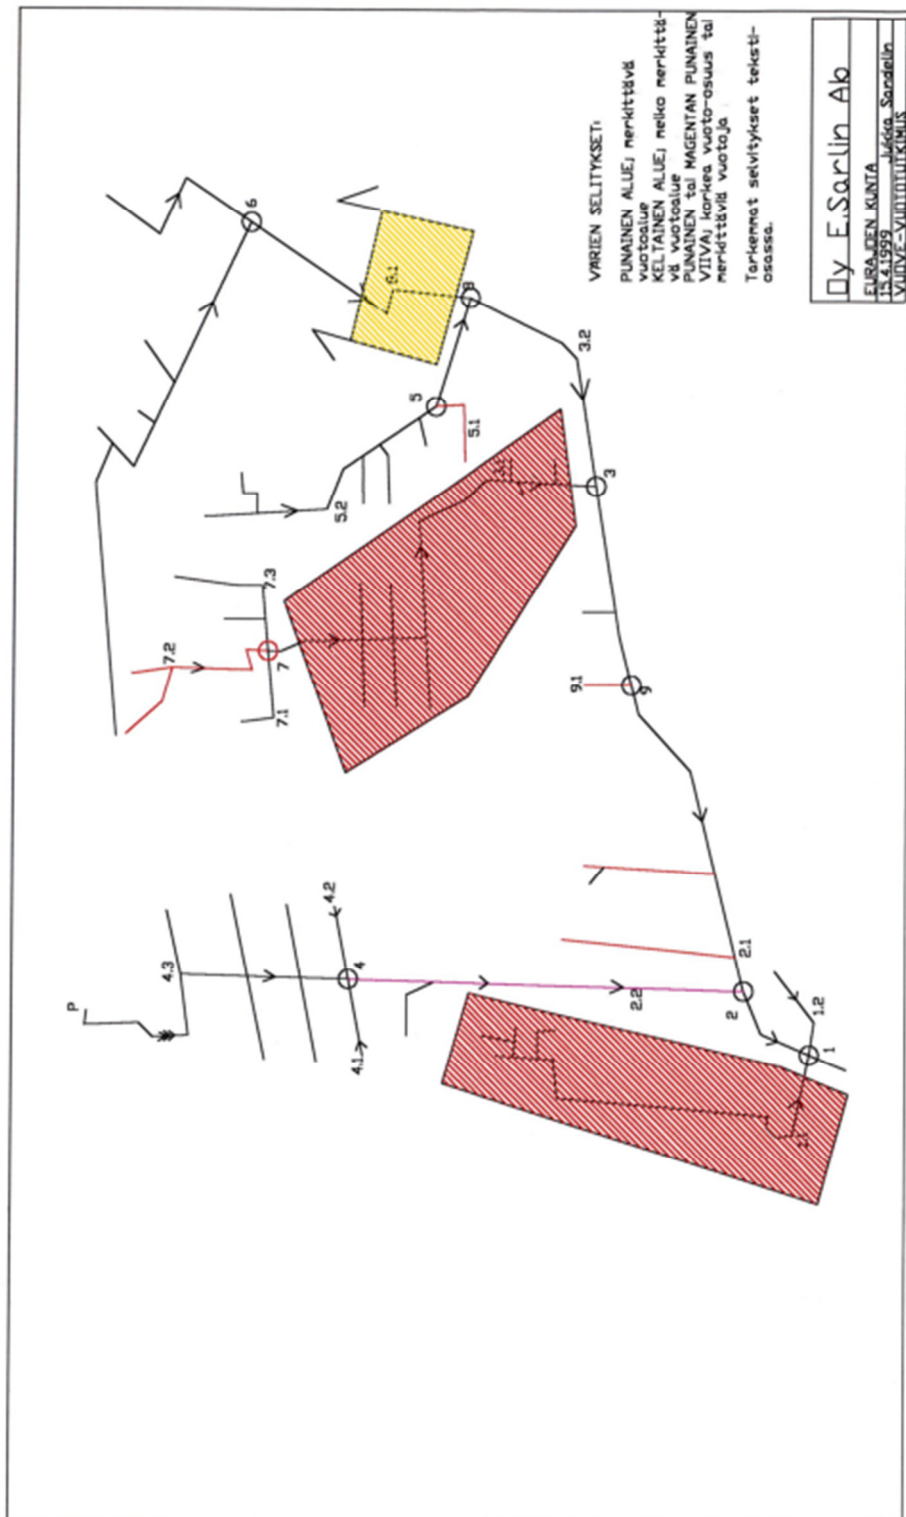 VÄRIEN SELITYKSET:
PUNAINEN ALUE; merkittävä
vuotoalue
KELTAINEN ALUE; melko merkittä-
vä vuotoalue
PUNAINEN tai MAGENTAN PUNAINEN
VIIVA; korkea vuoto-osuus tai
merkittäviä vuotoja
Tarkemmat selvitykset teksti-
osassa.
Oy E.Sarlin Ab
EURAJOEN KUNTA
15.4.1999 Jukka Sandelin
VUOVE-VUOTOTUTKIMUS
6
8
5
5.1
3.2
5.2
3
7.3
7.2
7
7.1
9.1
9
4.2
4.3
4
P
4.1
2.1
2.2
2
1.2
1